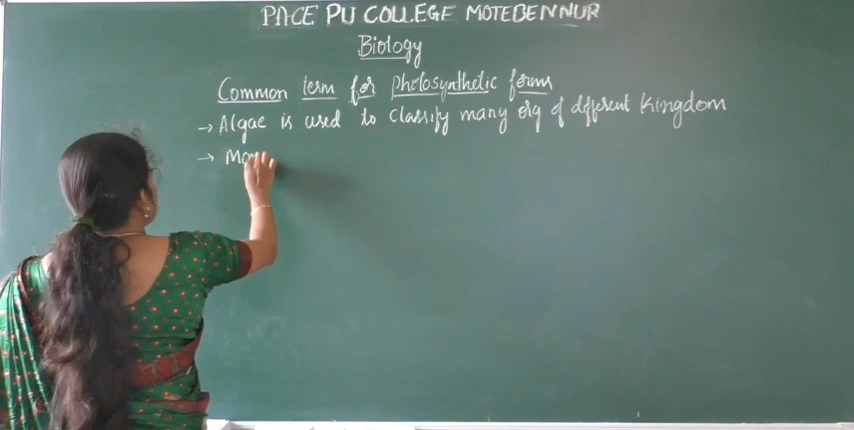 PACE PU COLLEGE MOTEBENNUR
Biology
Common term for photosynthetic forms
→ Algae is used to classify many org of different Kingdom
→ Mo